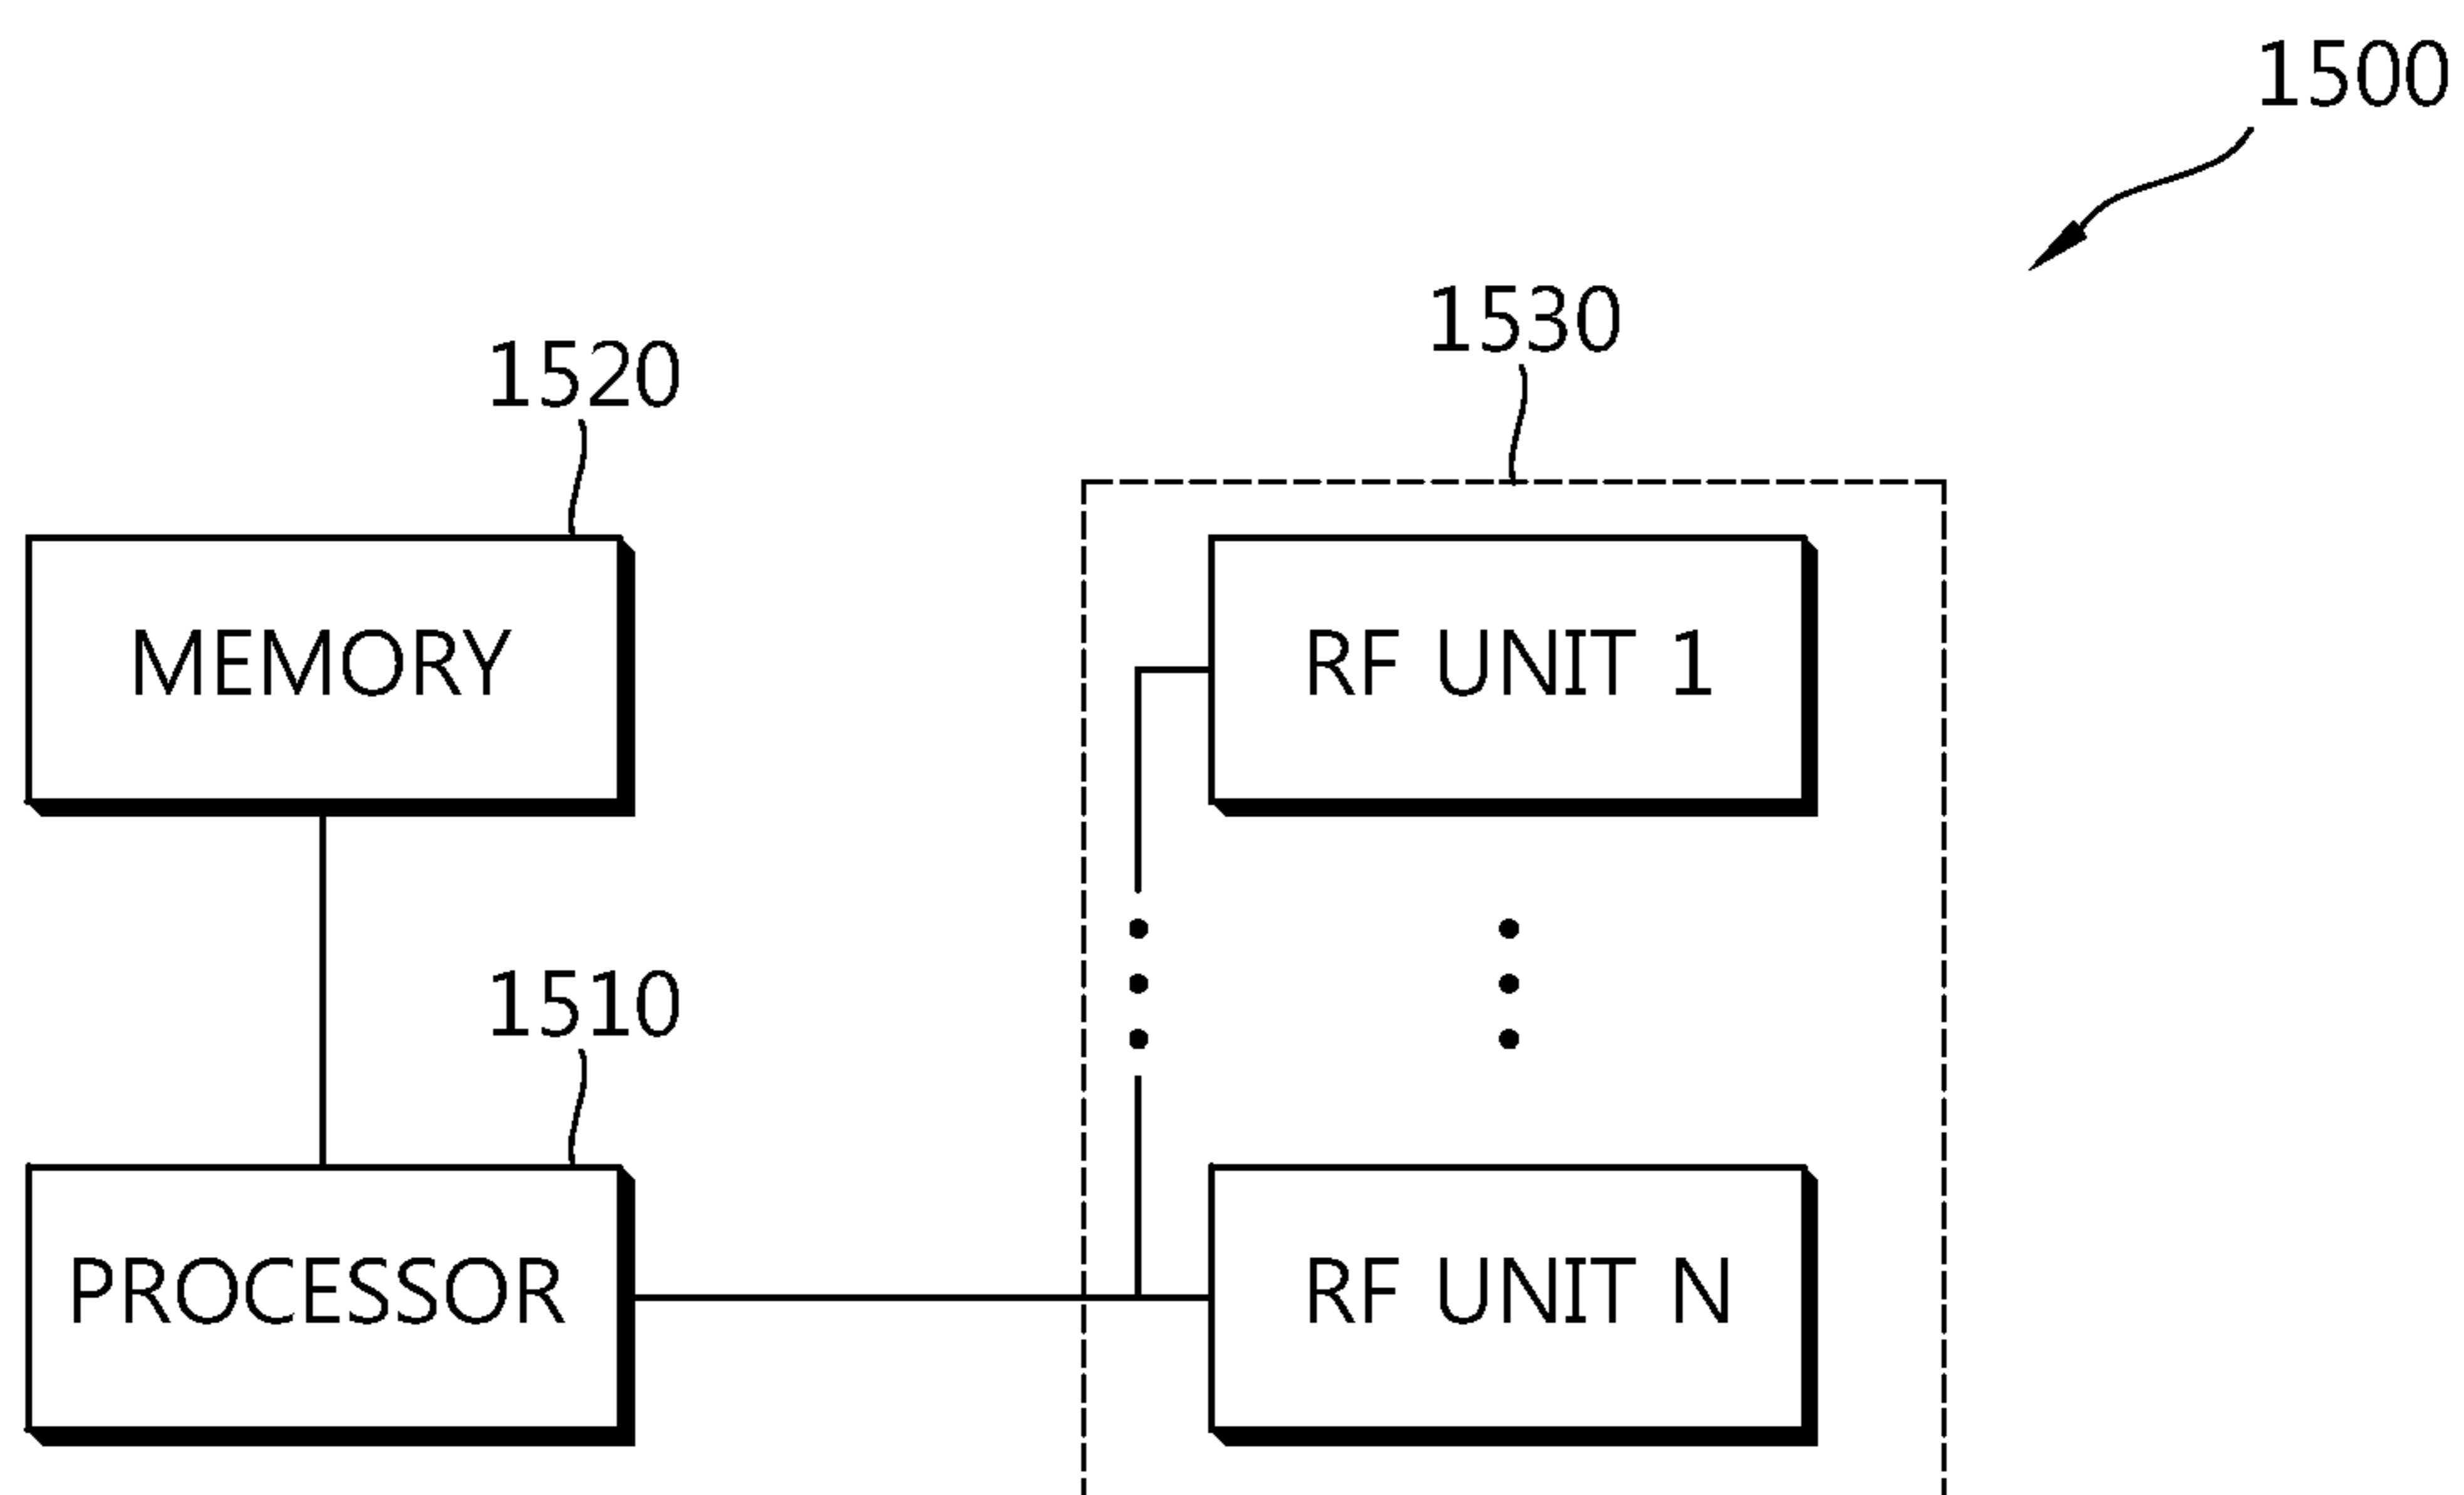 1500
1530
1520
MEMORY
RF UNIT 1
1510
PROCESSOR
RF UNIT N